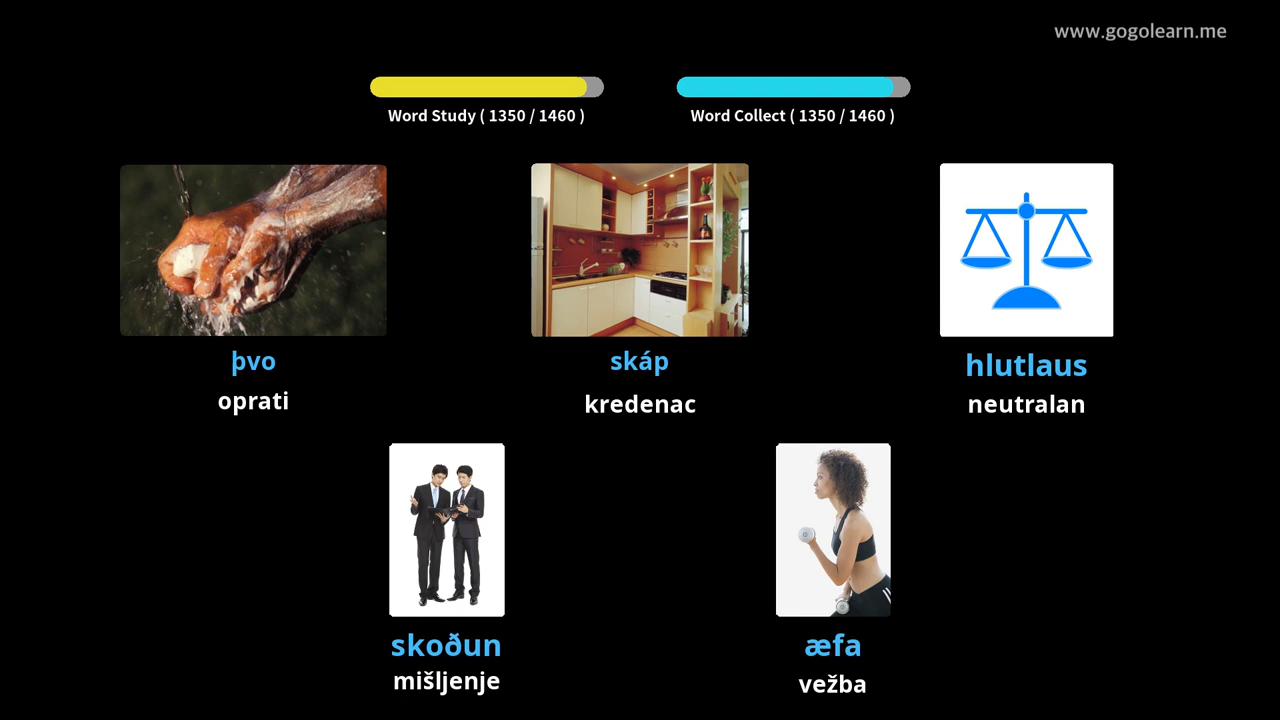 www.gogolearn.me
Word Study ( 1350 / 1460 )
Word Collect ( 1350 / 1460 )
þvo
oprati
skáp
kredenac
hlutlaus
neutralan
skoðun
mišljenje
æfa
vežba